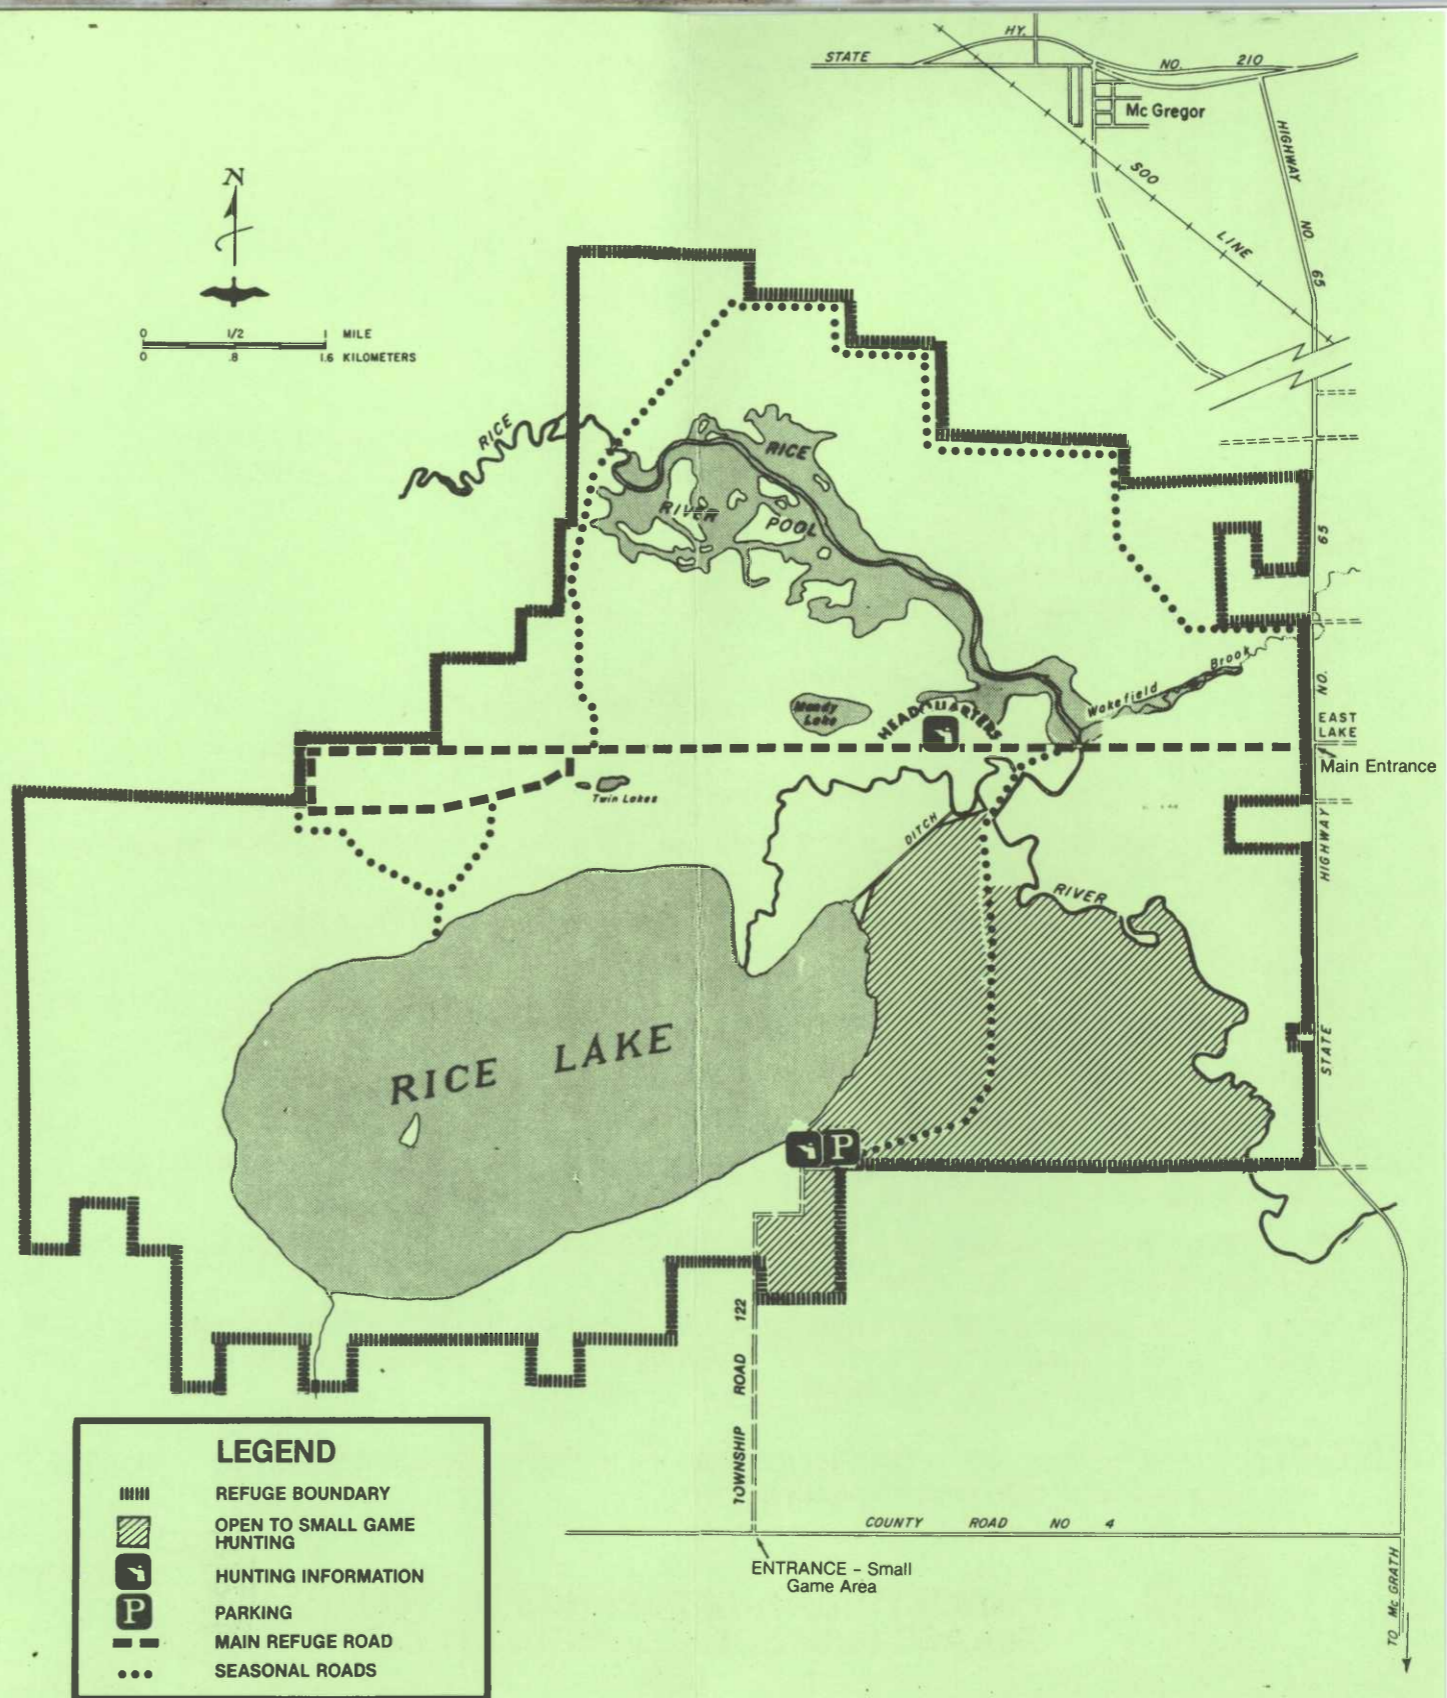 STATE HY. NO. 210
Mc Gregor
HIGHWAY NO. 65
SOO LINE
N
0 1/2 1 MILE
0 .8 1.6 KILOMETERS
RICE
RICE
RIVER
POOL
65
Brook
Wakefield
NO.
Mandy
Lake
HEADQUARTERS
EAST
LAKE
Main Entrance
Twin Lakes
DITCH
HIGHWAY
RIVER
STATE
RICE LAKE
P
TOWNSHIP ROAD 122
COUNTY ROAD NO 4
ENTRANCE - Small
Game Area
TO Mc GRATH
LEGEND
REFUGE BOUNDARY
OPEN TO SMALL GAME
HUNTING
HUNTING INFORMATION
P PARKING
MAIN REFUGE ROAD
SEASONAL ROADS